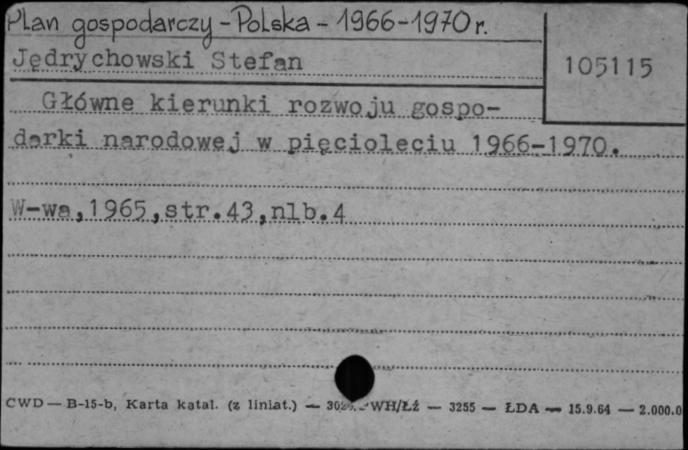 Plan gospodarczy - Polska - 1966-1970 r.
Jędrychowski Stefan
105115
Główne kierunki rozwoju gospo-
darki narodowej w pięcioleciu 1966-1970.
W-wa,1965,str.43,nlb.4
CWD — B-15-b, Karta katal. (z liniat.) — WH/Łż — 3255 — ŁDA — 15.9.64 — 2.000.0